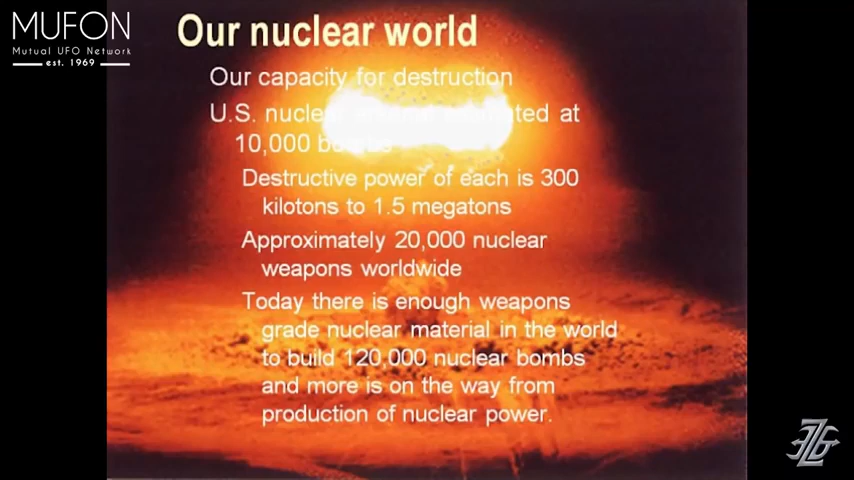 MUFON
Mutual UFO Network
est. 1969
Our nuclear world
Our capacity for destruction
U.S. nuclear at
10,000
Destructive power of each is 300
kilotons to 1.5 megatons
Approximately 20,000 nuclear
weapons worldwide
Today there is enough weapons
grade nuclear material in the world
to build 120,000 nuclear bombs
and more is on the way from
production of nuclear power.